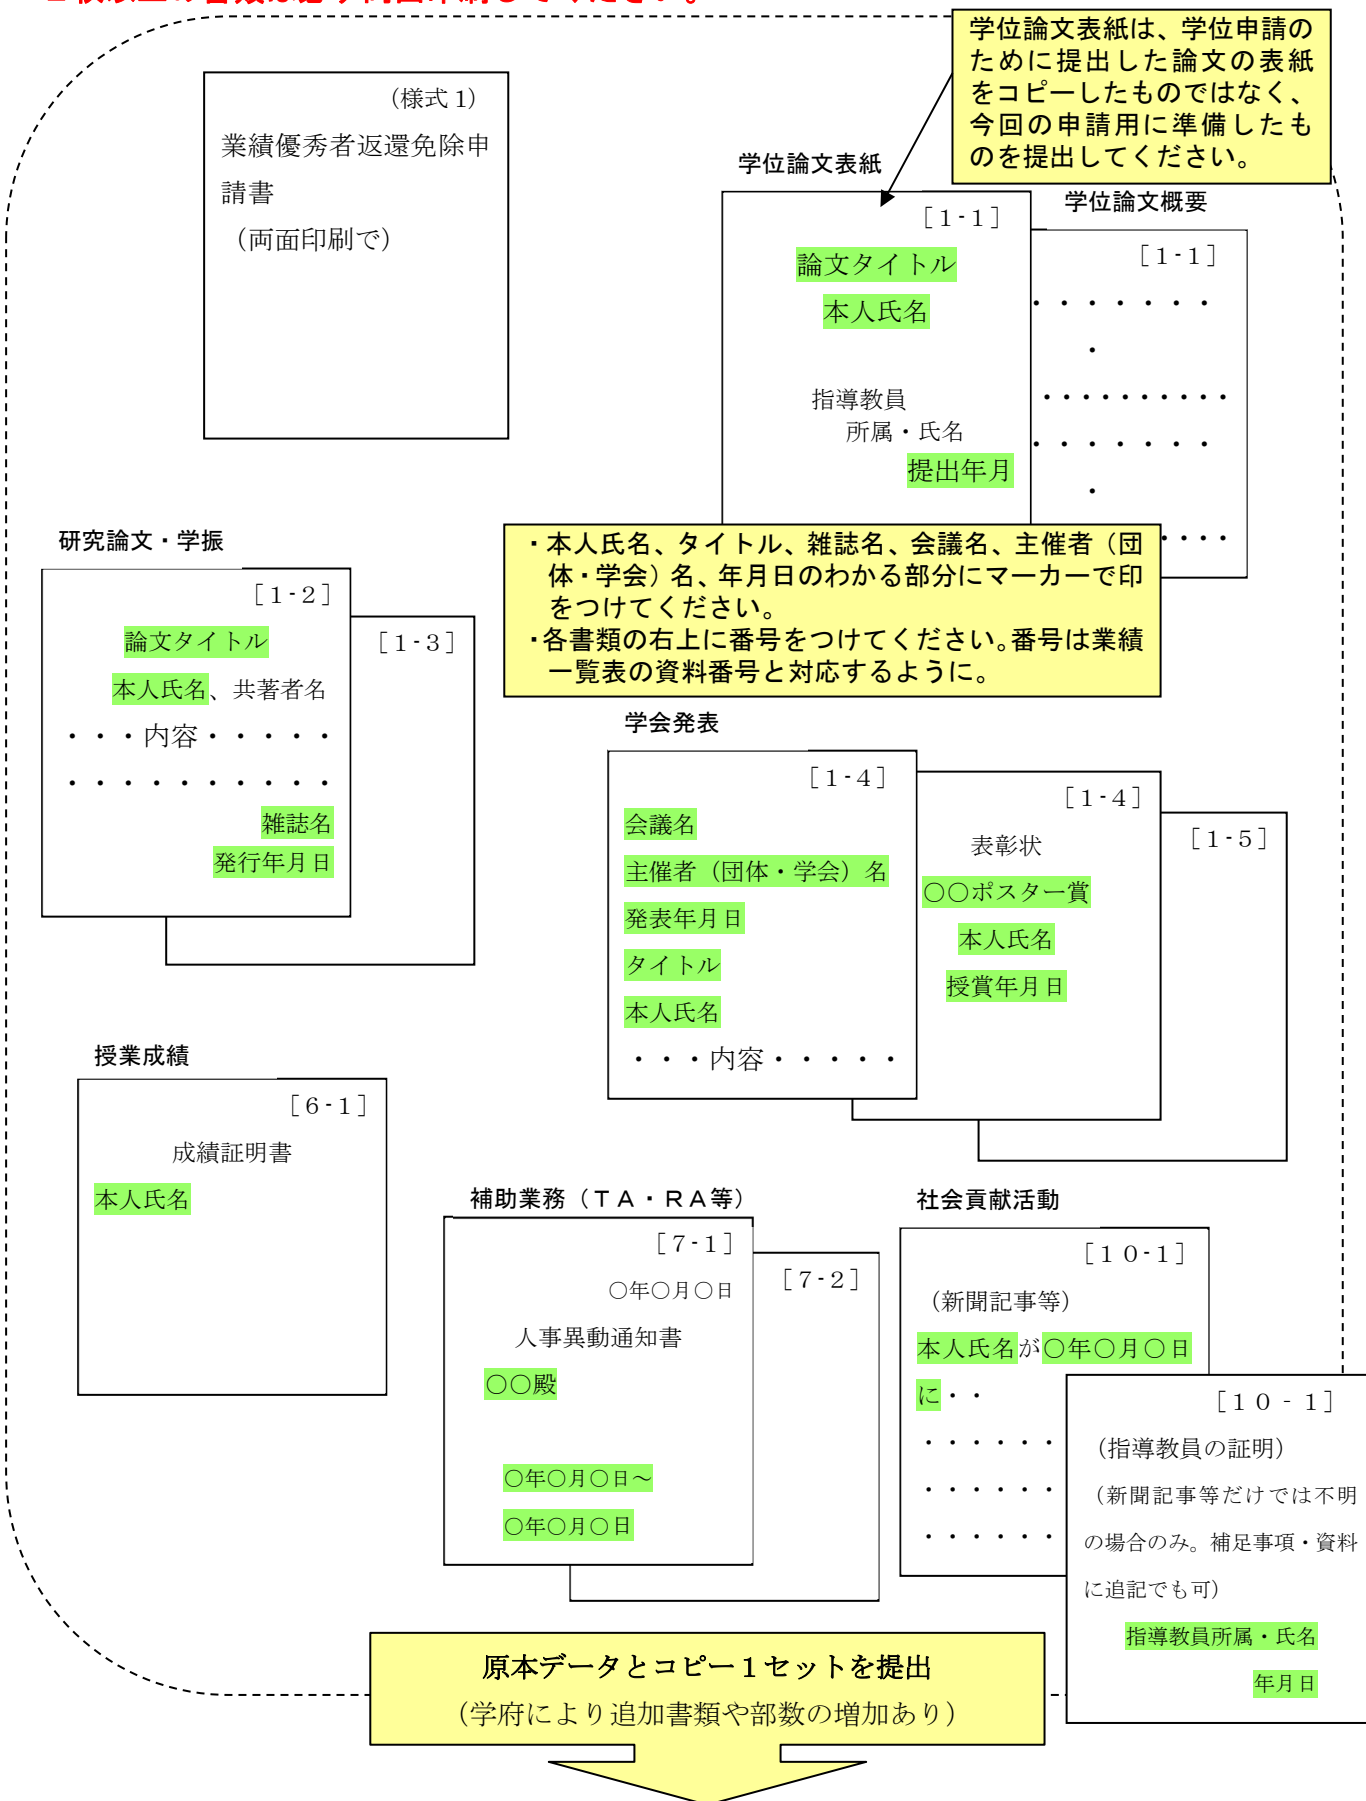 学位論文表紙は、学位申請の
ために提出した論文の表紙
をコピーしたものではなく、
今回の申請用に準備したも
のを提出してください。
（様式１）
業績優秀者返還免除申
請書
（両面印刷で）
学位論文表紙
［１-１］
論文タイトル
本人氏名
指導教員
所属・氏名
提出年月
学位論文概要
［１-１］
・・・・・・・
・
・・・・・・・・・・
・・・・・・・
・
・・・・
・本人氏名、タイトル、雑誌名、会議名、主催者（団
体・学会）名、年月日のわかる部分にマーカーで印
をつけてください。
・各書類の右上に番号をつけてください。番号は業績
一覧表の資料番号と対応するように。
研究論文・学振
［１-２］
論文タイトル
本人氏名、共著者名
・・・内容・・・・・
・・・・・・・・・・・
雑誌名
発行年月日
［１-３］
学会発表
［１-４］
会議名
主催者（団体・学会）名
発表年月日
タイトル
本人氏名
・・・内容・・・・・
［１-４］
表彰状
〇〇ポスター賞
本人氏名
授賞年月日
［１-５］
授業成績
［６-１］
成績証明書
本人氏名
補助業務（ＴＡ・ＲＡ等）
［７-１］
〇年〇月〇日
人事異動通知書
〇〇殿
〇年〇月〇日～
〇年〇月〇日
［７-２］
社会貢献活動
［１０-１］
（新聞記事等）
本人氏名が〇年〇月〇日
に・・
・・・・・・
・・・・・・
・・・・・・
［１０-１］
（指導教員の証明）
（新聞記事等だけでは不明
の場合のみ。補足事項・資料
に追記でも可）
指導教員所属・氏名
年月日
原本データとコピー１セットを提出
（学府により追加書類や部数の増加あり）